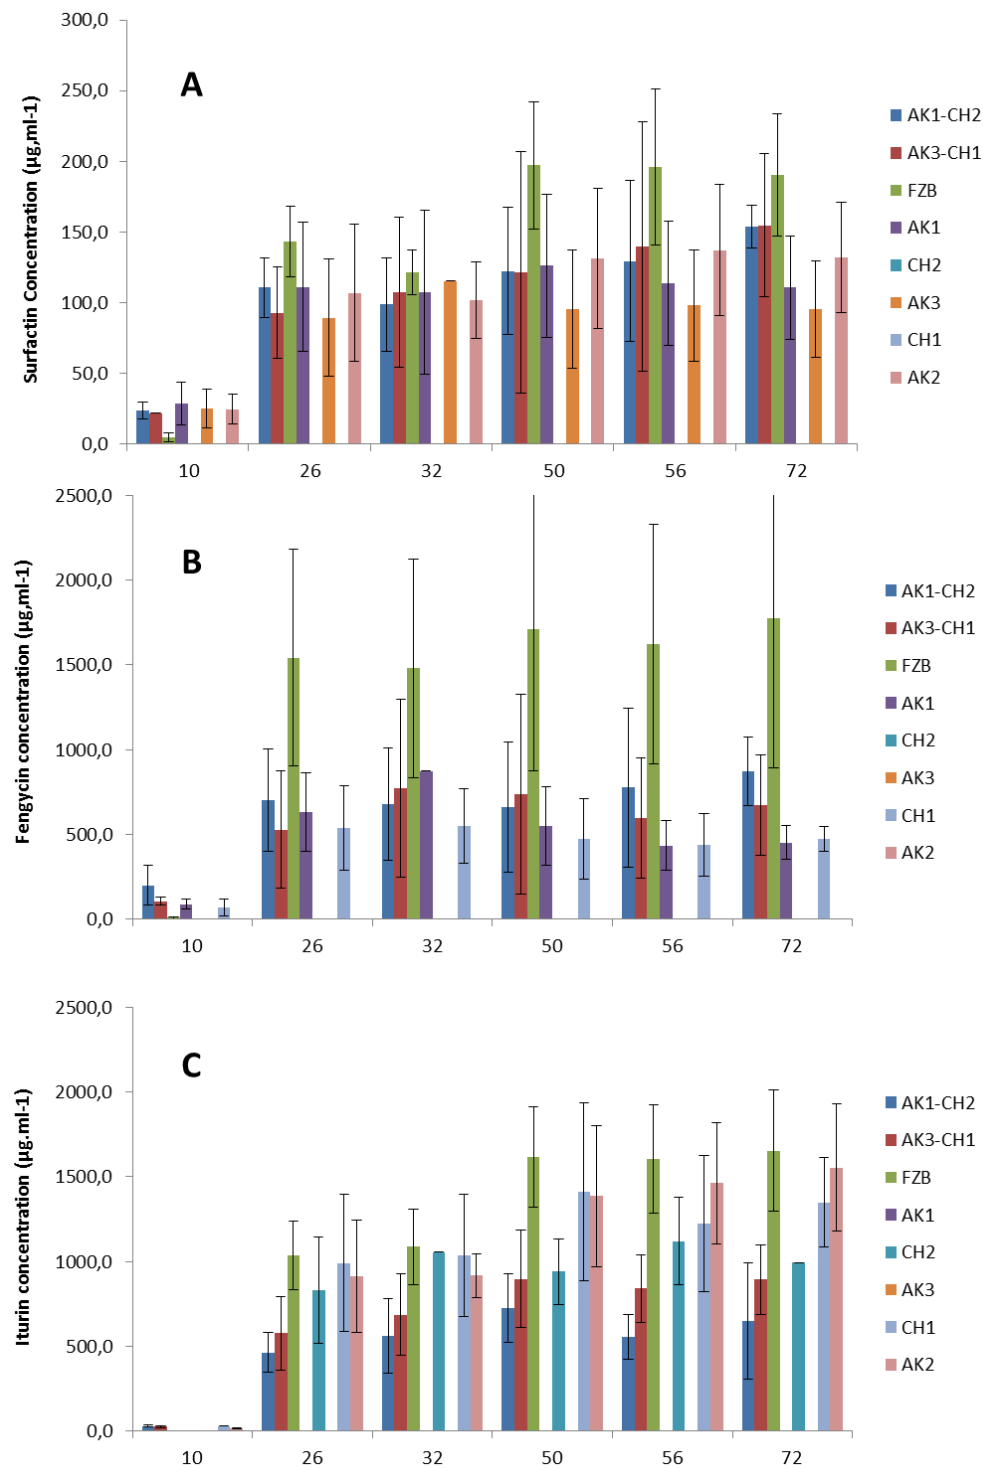 A
Surfactin Concentration (µg,ml-1)
300,0
250,0
200,0
150,0
100,0
50,0
0,0
10 26 32 50 56 72
AK1-CH2
AK3-CH1
FZB
AK1
CH2
AK3
CH1
AK2
B
Fengycin concentration (µg,ml-1)
2500,0
2000,0
1500,0
1000,0
500,0
0,0
10 26 32 50 56 72
AK1-CH2
AK3-CH1
FZB
AK1
CH2
AK3
CH1
AK2
C
Iturin concentration (µg.ml-1)
2500,0
2000,0
1500,0
1000,0
500,0
0,0
10 26 32 50 56 72
AK1-CH2
AK3-CH1
FZB
AK1
CH2
AK3
CH1
AK2